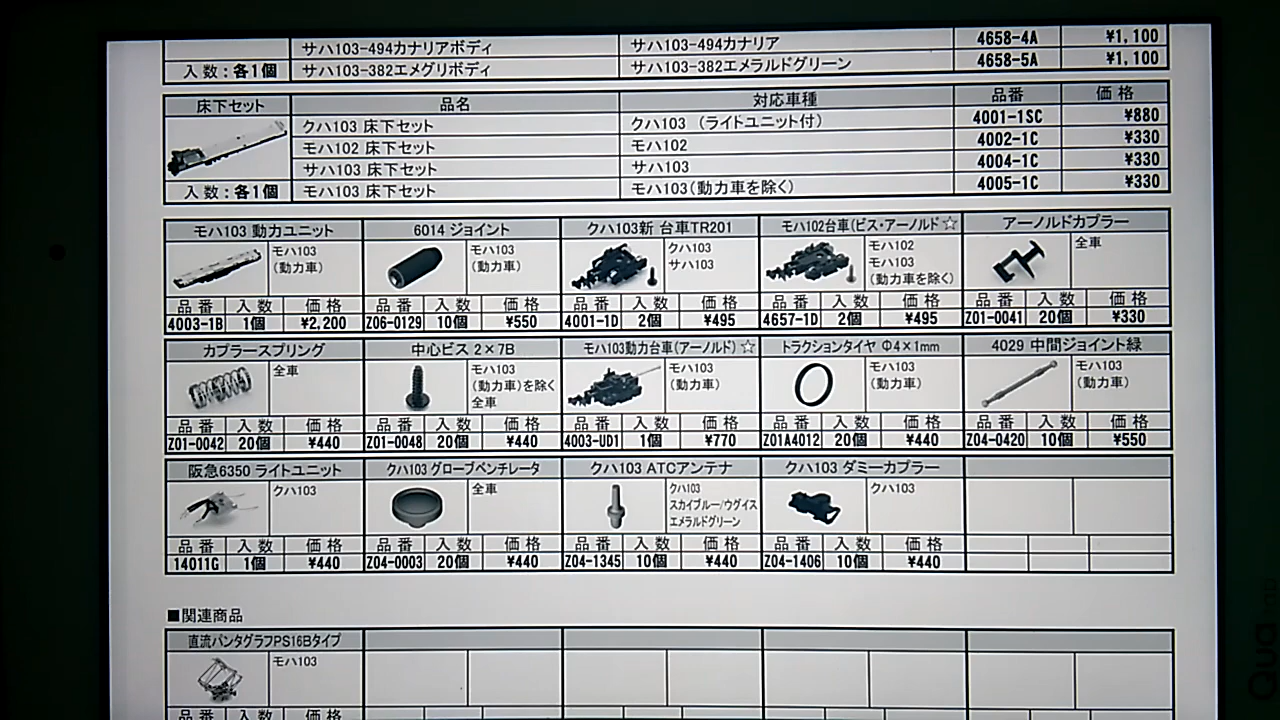 サハ103-494カナリアボディ サハ103-494カナリア 4658-4A ¥1,100
入数：各1個 サハ103-382エメグリボディ サハ103-382エメラルドグリーン 4658-5A ¥1,100
床下セット 品名 対応車種 品番 価格
クハ103 床下セット クハ103 （ライトユニット付） 4001-1SC ¥880
モハ102 床下セット モハ102 4002-1C ¥330
サハ103 床下セット サハ103 4004-1C ¥330
入数：各1個 モハ103 床下セット モハ103（動力車を除く） 4005-1C ¥330
モハ103 動力ユニット 6014 ジョイント クハ103新 台車TR201 モハ102台車(ビス・アーノルド☆ アーノルドカプラー
モハ103 モハ103 クハ103 モハ102 全車
（動力車） （動力車） サハ103 モハ103
（動力車を除く）
品番 入数 価格 品番 入数 価格 品番 入数 価格 品番 入数 価格 品番 入数 価格
4003-1B 1個 ¥2,200 Z06-0129 10個 ¥550 4001-1D 2個 ¥495 4657-1D 2個 ¥495 Z01-0041 20個 ¥330
カプラースプリング 中心ビス 2×7B モハ103動力台車(アーノルド)☆ トラクションタイヤ Φ4×1mm 4029 中間ジョイント緑
全車 モハ103 モハ103 モハ103 モハ103
（動力車）を除く （動力車） （動力車） （動力車）
全車
品番 入数 価格 品番 入数 価格 品番 入数 価格 品番 入数 価格 品番 入数 価格
Z01-0042 20個 ¥440 Z01-0048 20個 ¥440 4003-UD1 1個 ¥770 Z01A4012 20個 ¥440 Z04-0420 10個 ¥550
阪急6350 ライトユニット クハ103 グローブベンチレータ クハ103 ATCアンテナ クハ103 ダミーカプラー
クハ103 全車 クハ103 クハ103
スカイブルー/ウグイス
エメラルドグリーン
品番 入数 価格 品番 入数 価格 品番 入数 価格 品番 入数 価格
14011G 1個 ¥440 Z04-0003 20個 ¥440 Z04-1345 10個 ¥440 Z04-1406 10個 ¥440
■関連商品
直流パンタグラフPS16Bタイプ
モハ103
品番 入数 価格
Qua